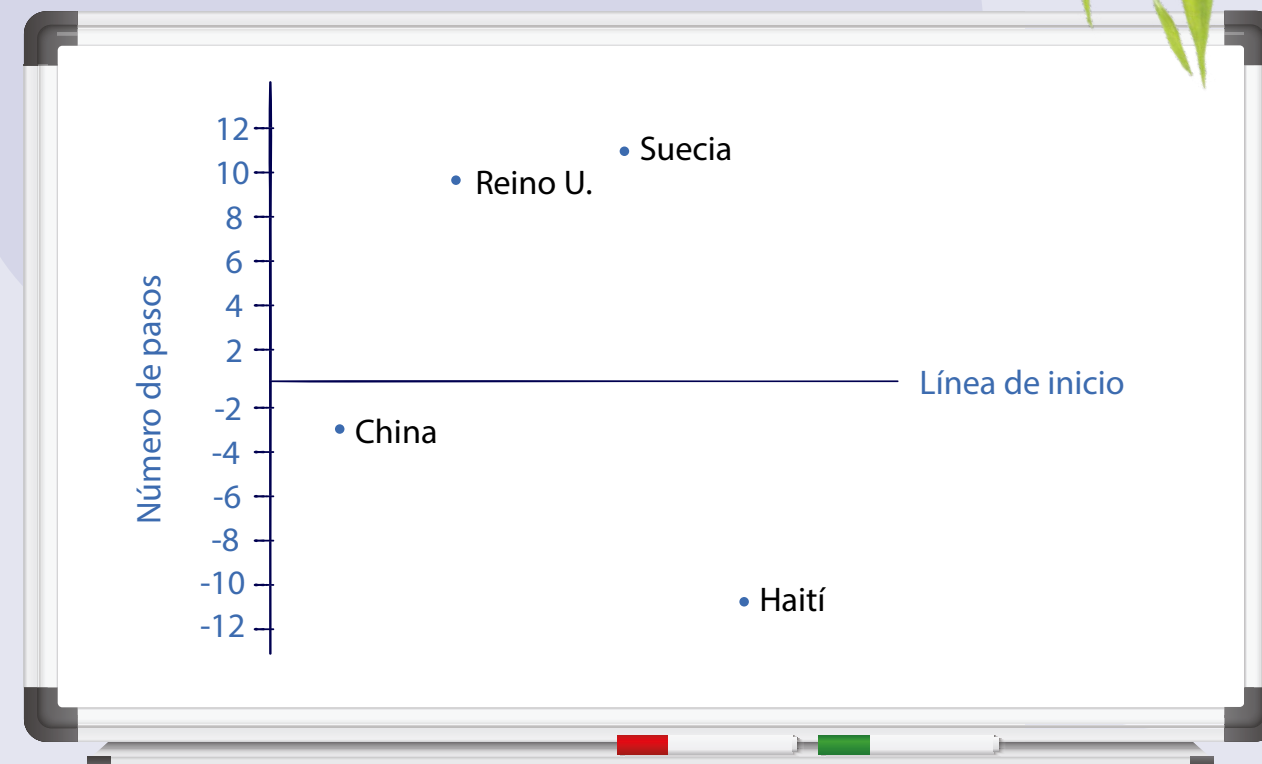 12
10
8
6
4
2
-2
-4
-6
-8
-10
-12
Número de pasos
Suecia
Reino U.
Línea de inicio
China
Haití